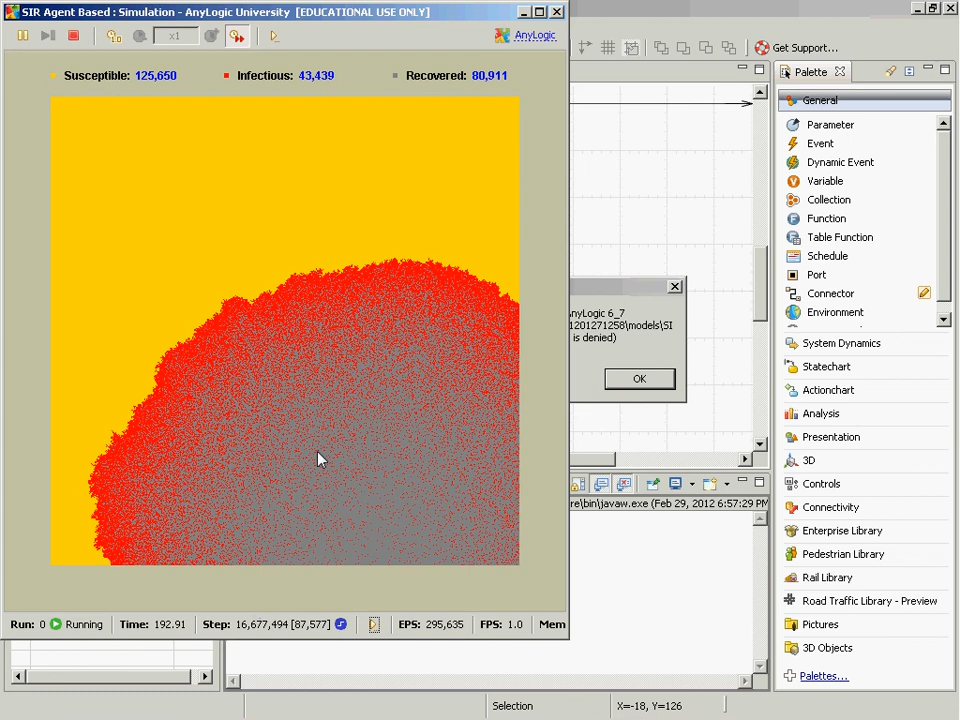 SIR Agent Based : Simulation - AnyLogic University [EDUCATIONAL USE ONLY]
x1
AnyLogic
Susceptible: 125,650
Infectious: 43,439
Recovered: 80,911
Run: 0 Running
Time: 192.91
Step: 16,677,494 [87,577]
EPS: 295,635
FPS: 1.0
Mem
Get Support...
nyLogic 6_7
1201271258\models\SI
is denied)
OK
re\bin\javaw.exe (Feb 29, 2012 6:57:29 PM
Selection
X=-18, Y=126
Palette
General
Parameter
Event
Dynamic Event
Variable
Collection
Function
Table Function
Schedule
Port
Connector
Environment
System Dynamics
Statechart
Actionchart
Analysis
Presentation
3D
Controls
Connectivity
Enterprise Library
Pedestrian Library
Rail Library
Road Traffic Library - Preview
Pictures
3D Objects
Palettes...